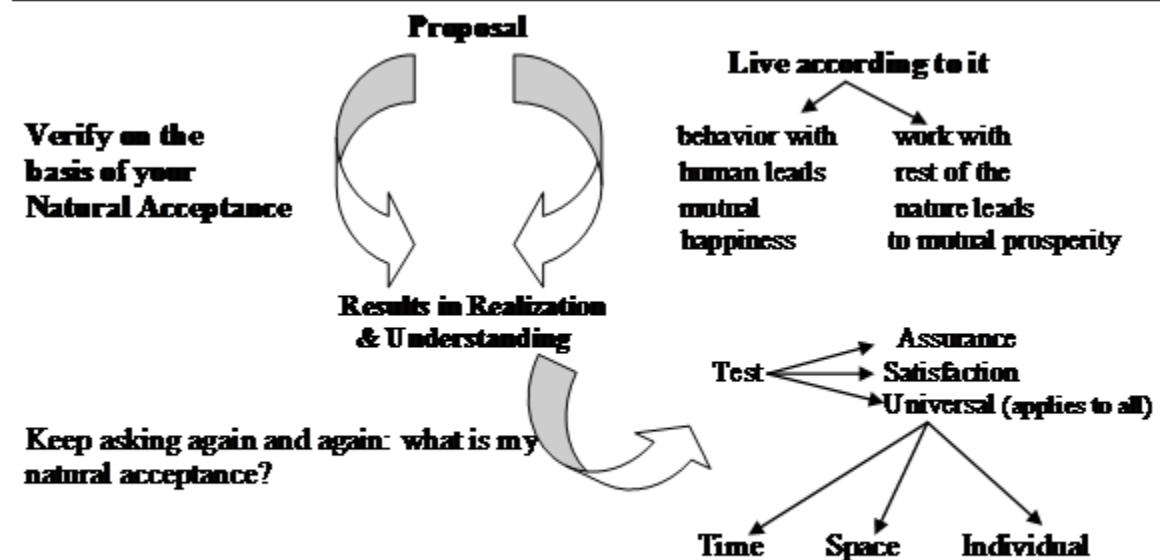 Proposal
Live according to it
Verify on the
basis of your
Natural Acceptance
behavior with
human leads
mutual
happiness
work with
rest of the
nature leads
to mutual prosperity
Results in Realization
& Understanding
Test
Assurance
Satisfaction
Universal (applies to all)
Keep asking again and again: what is my
natural acceptance?
Time
Space
Individual